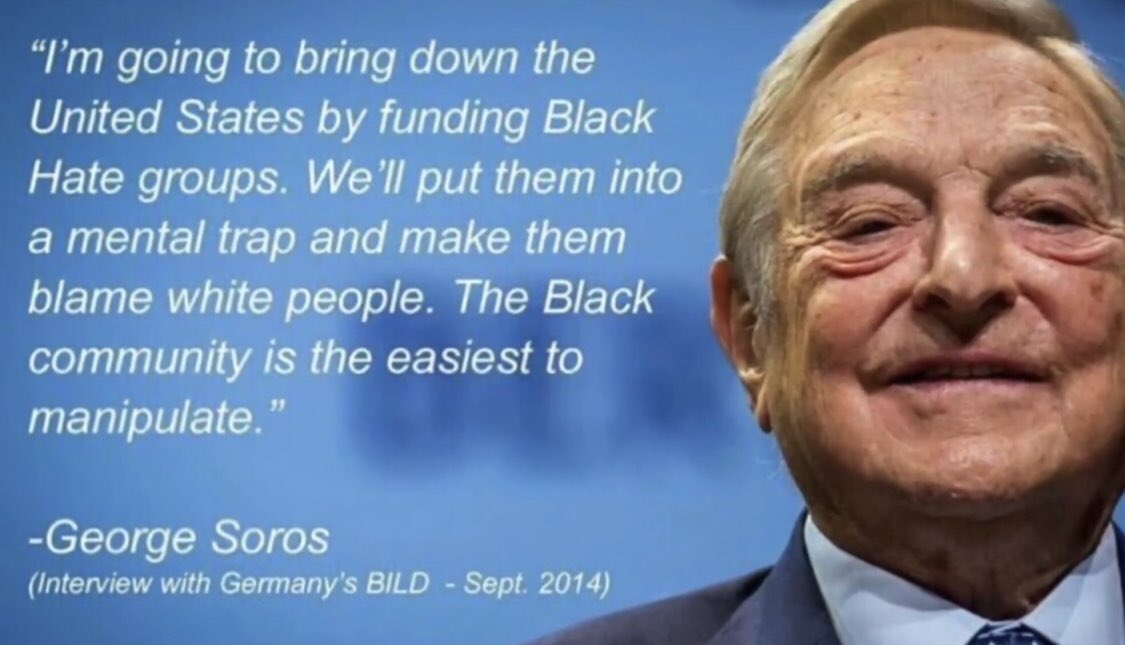 “I’m going to bring down the
United States by funding Black
Hate groups. We’ll put them into
a mental trap and make them
blame white people. The Black
community is the easiest to
manipulate.”
-George Soros
(Interview with Germany’s BILD - Sept. 2014)